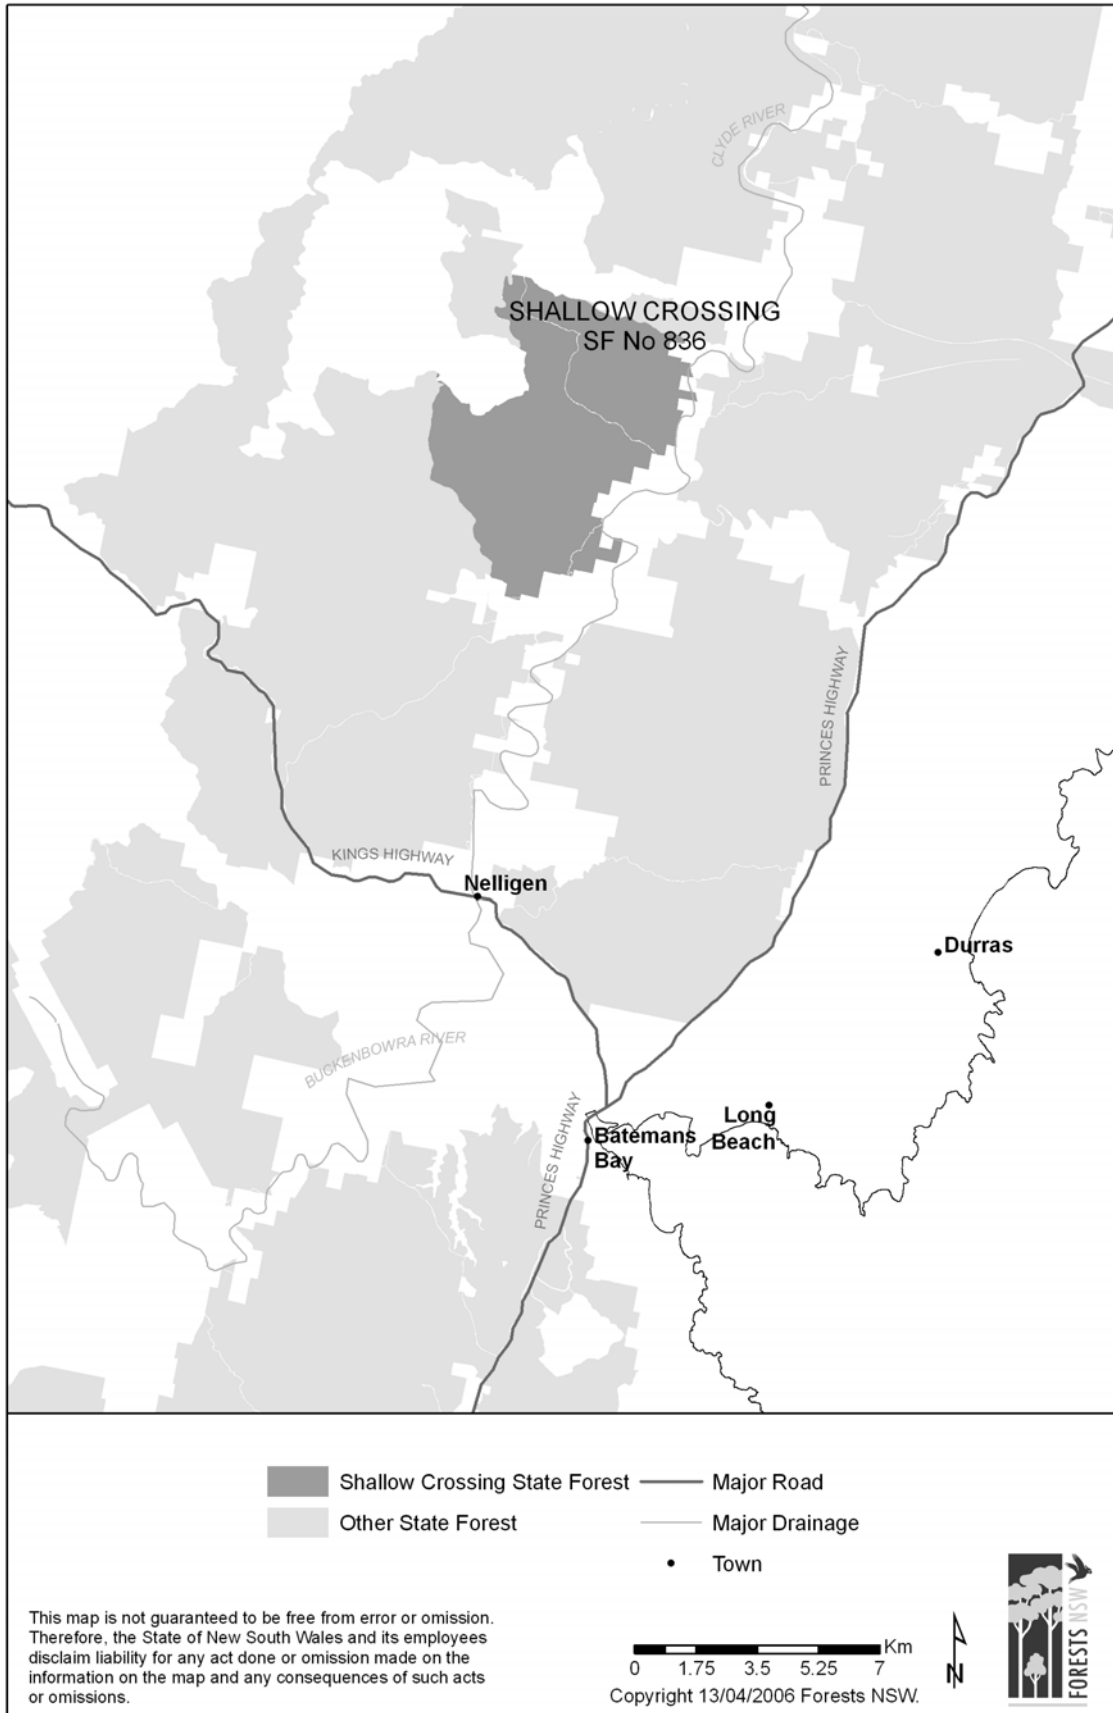 CLYDE RIVER
SHALLOW CROSSING
SF No 836
PRINCES HIGHWAY
KINGS HIGHWAY
Nelligen
Durras
BUCKENBOWRA RIVER
PRINCES HIGHWAY
Long
Beach
Batemans
Bay
Shallow Crossing State Forest
Major Road
Other State Forest
Major Drainage
Town
This map is not guaranteed to be free from error or omission.
Therefore, the State of New South Wales and its employees
disclaim liability for any act done or omission made on the
information on the map and any consequences of such acts
or omissions.
Km
0 1.75 3.5 5.25 7
Copyright 13/04/2006 Forests NSW.
N
FORESTS NSW